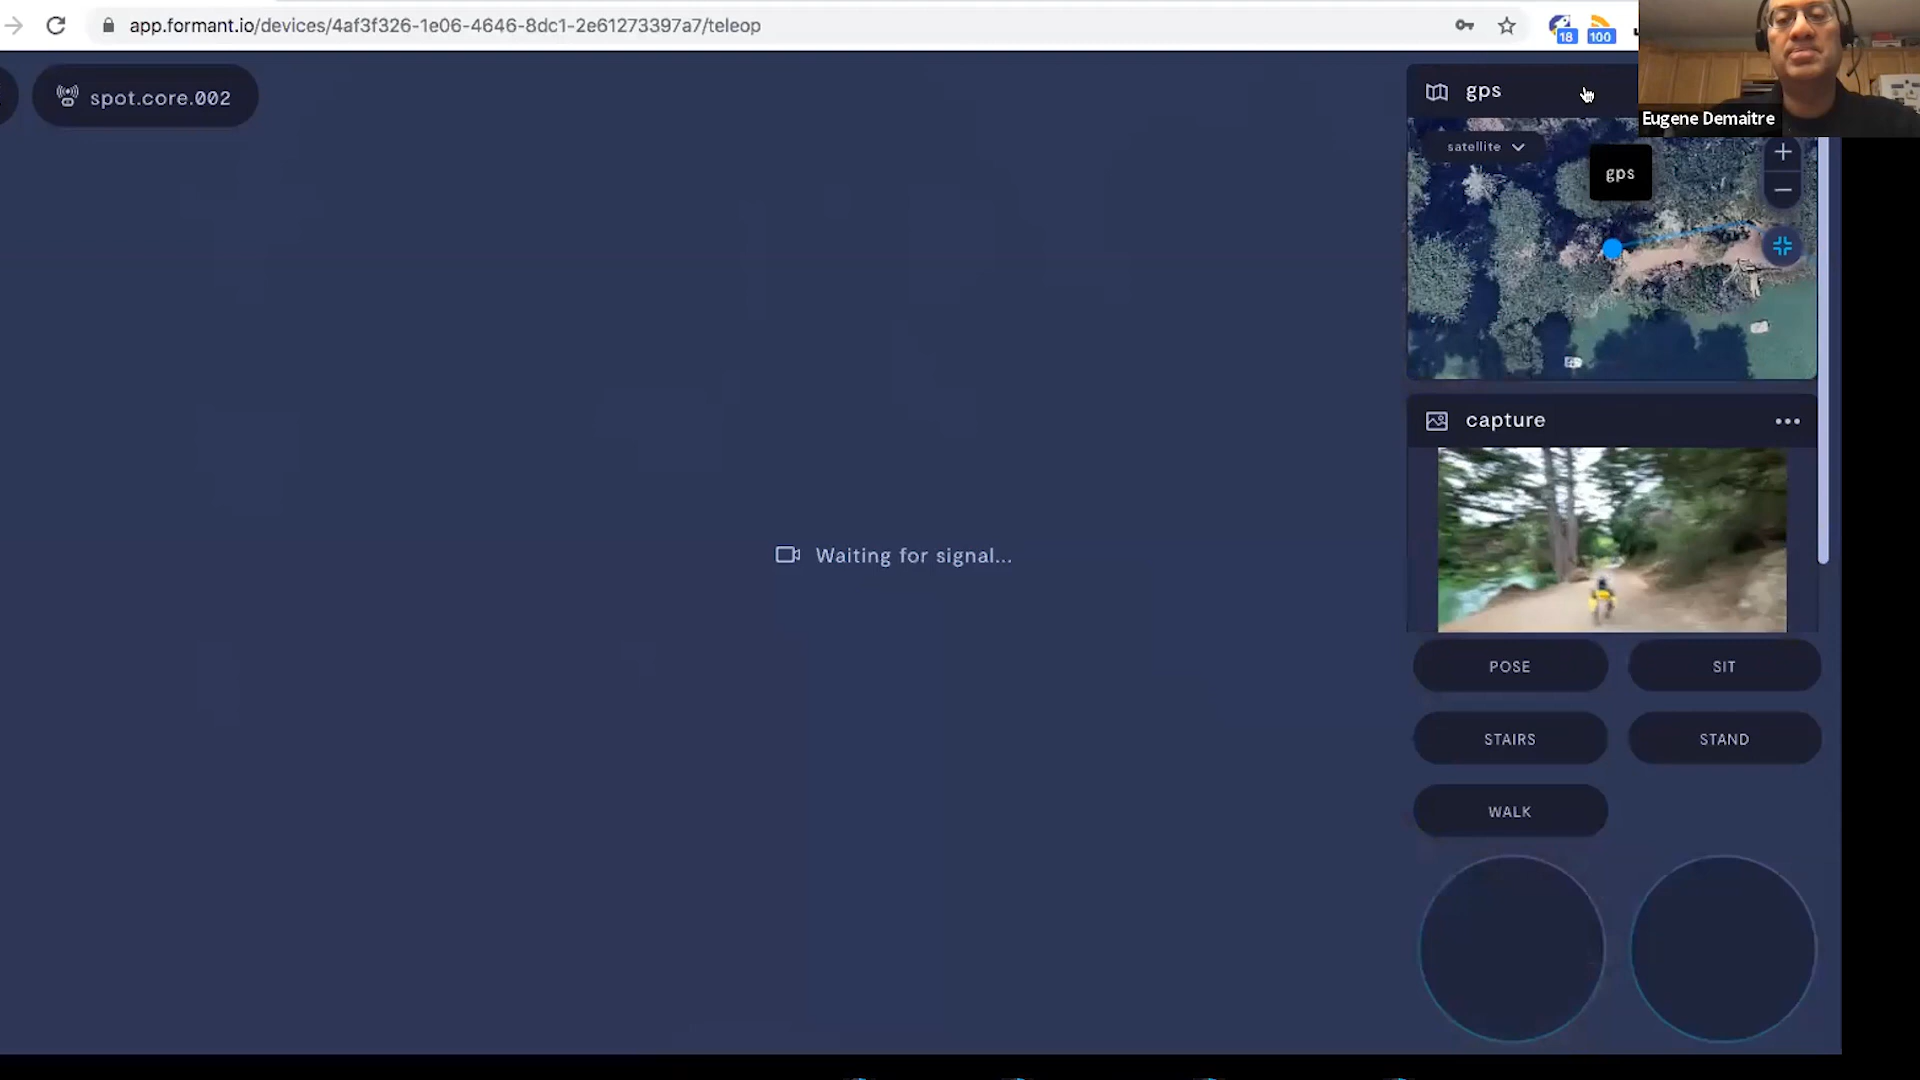 app.formant.io/devices/4af3f326-1e06-4646-8dc1-2e61273397a7/teleop
18
100
spot.core.002
gps
Eugene Demaitre
satellite
gps
capture
Waiting for signal...
POSE
SIT
STAIRS
STAND
WALK